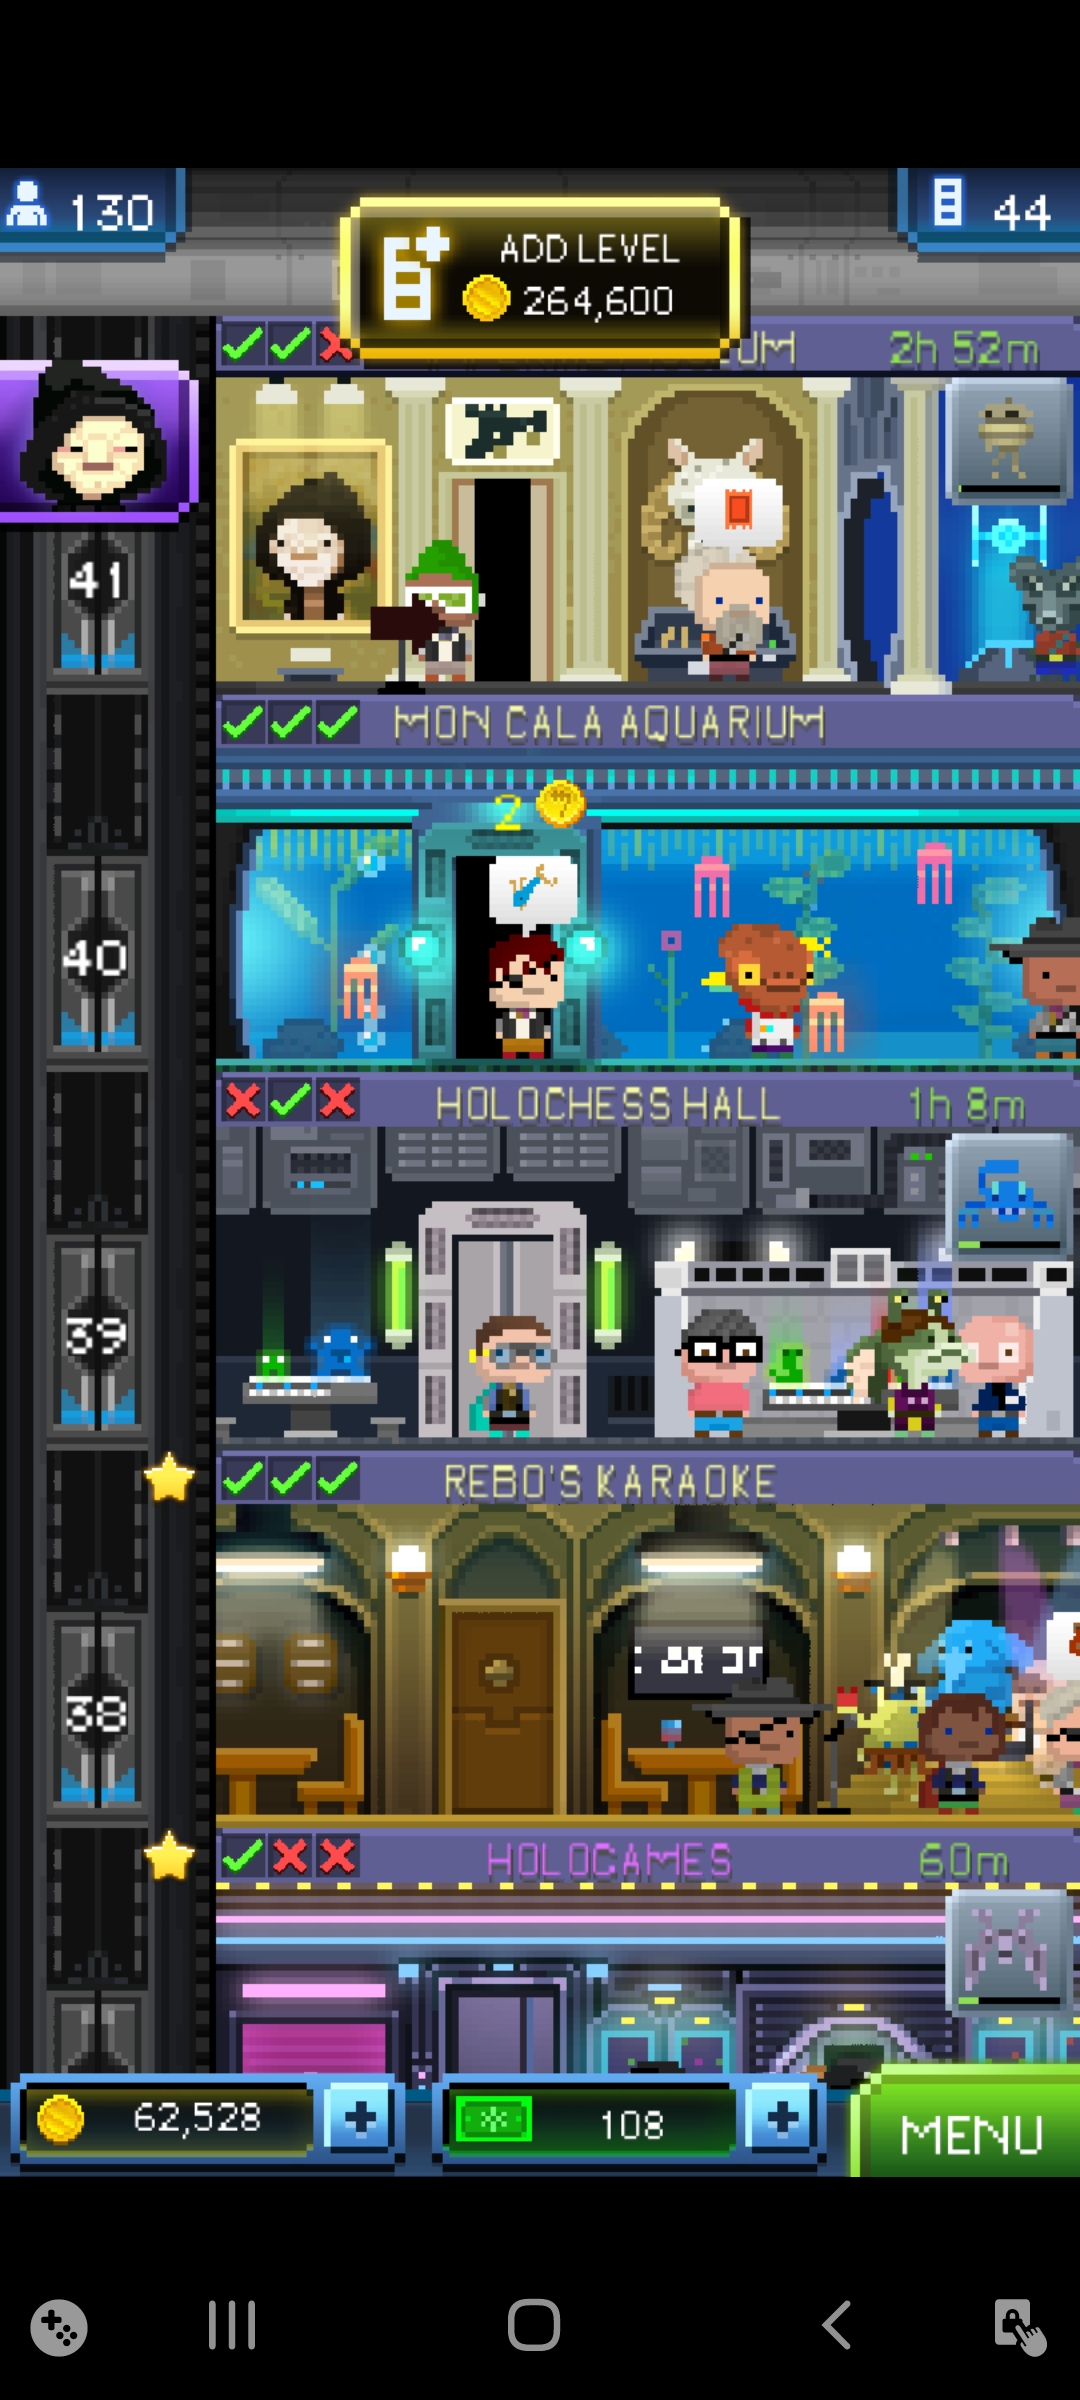 130
44
ADD LEVEL
264,600
UM
2h 52m
41
MON CALA AQUARIUM
2
40
HOLOCHESS HALL
1h 8m
39
REBO'S KARAOKE
38
HOLOGAMES
60m
62,528
108
MENU